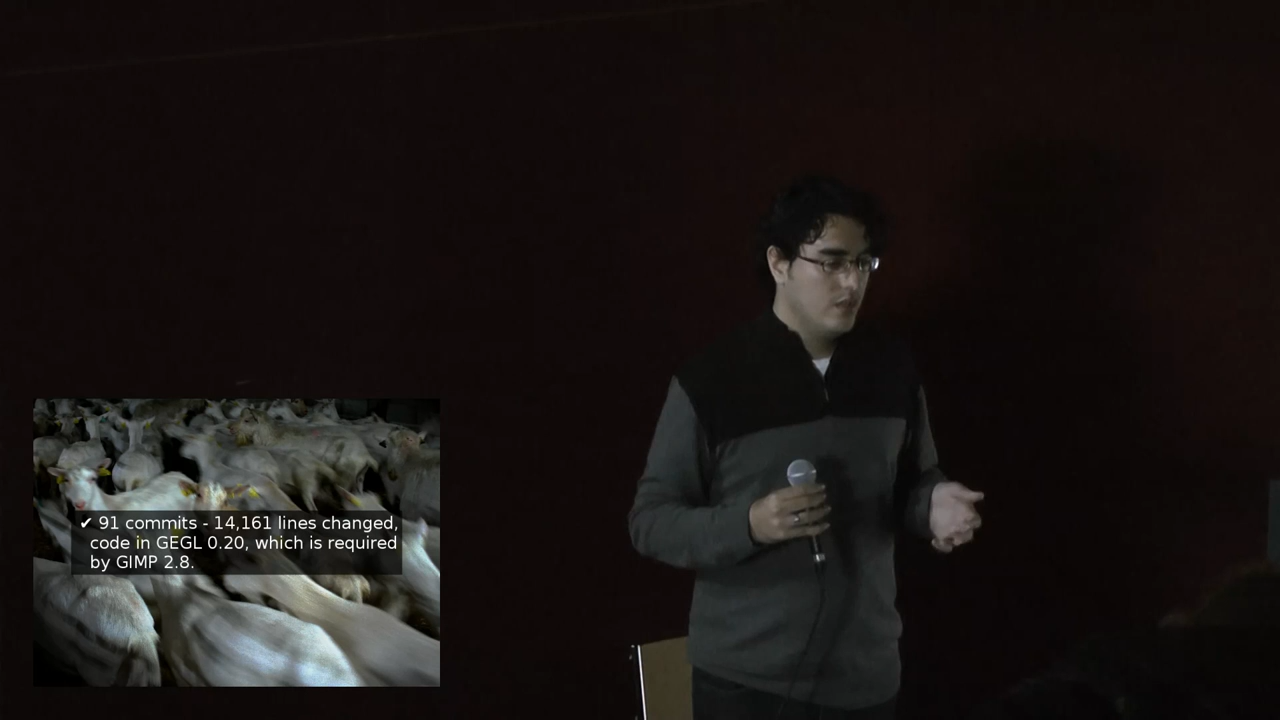 ✔ 91 commits - 14,161 lines changed,
code in GEGL 0.20, which is required
by GIMP 2.8.